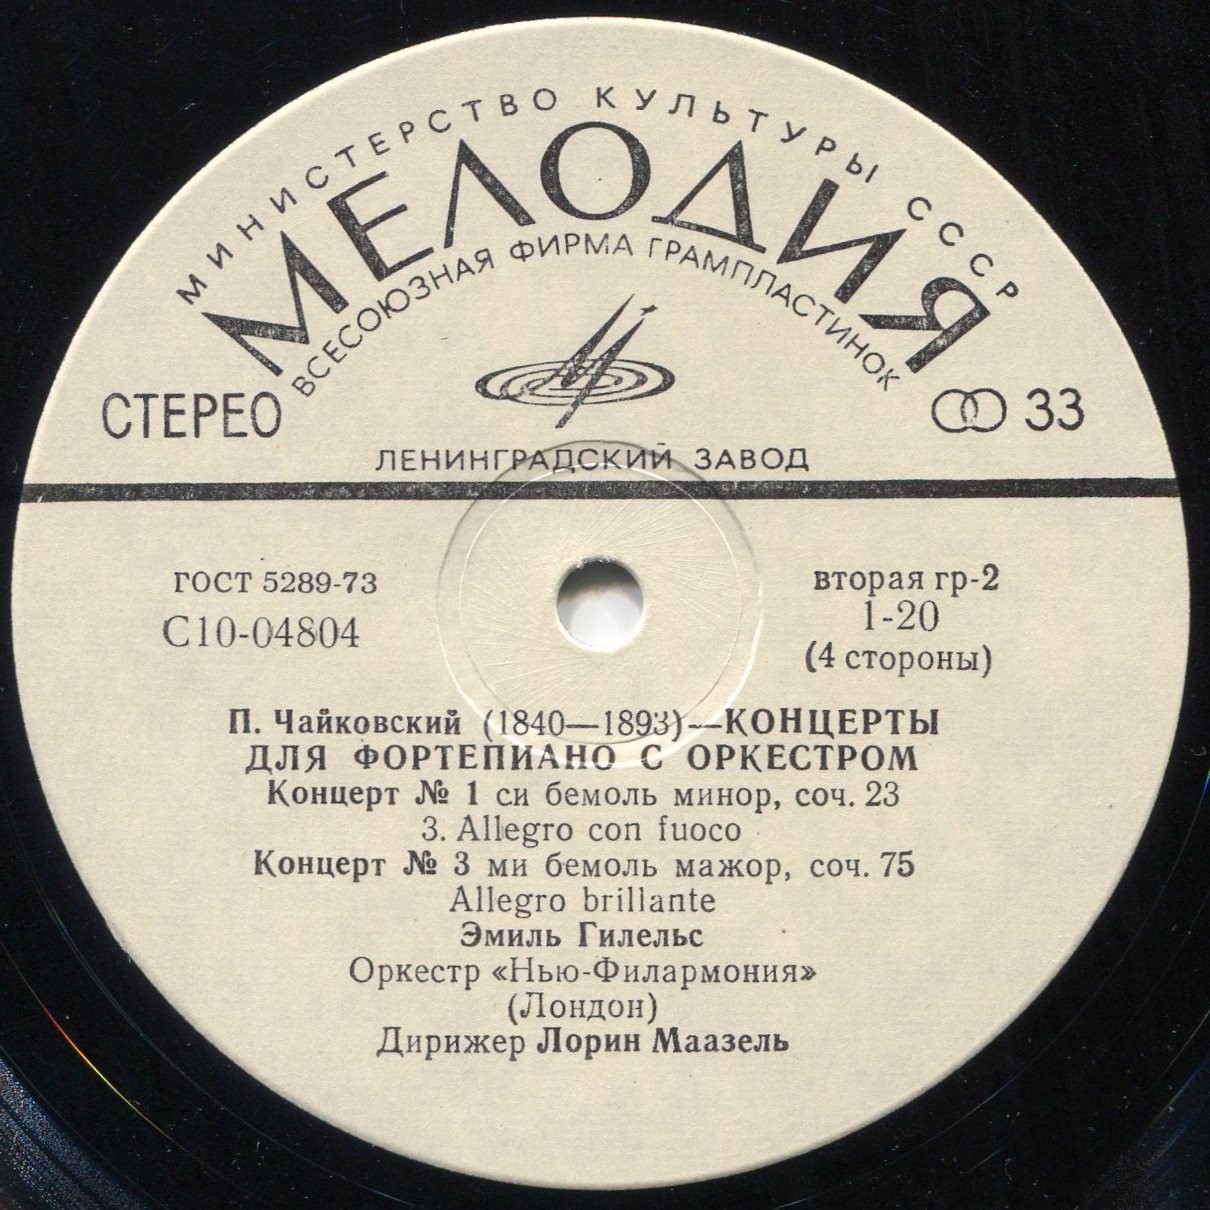 МИНИСТЕРСТВО КУЛЬТУРЫ СССР
МЕЛОДИЯ
ВСЕСОЮЗНАЯ ФИРМА ГРАМПЛАСТИНОК
СТЕРЕО
33
ЛЕНИНГРАДСКИЙ ЗАВОД
ГОСТ 5289-73
С10-04804
вторая гр-2
1-20
(4 стороны)
П. Чайковский (1840—1893)—КОНЦЕРТЫ
ДЛЯ ФОРТЕПИАНО С ОРКЕСТРОМ
Концерт № 1 си бемоль минор, соч. 23
3. Allegro con fuoco
Концерт № 3 ми бемоль мажор, соч. 75
Allegro brillante
Эмиль Гилельс
Оркестр «Нью-Филармония»
(Лондон)
Дирижер Лорин Маазель